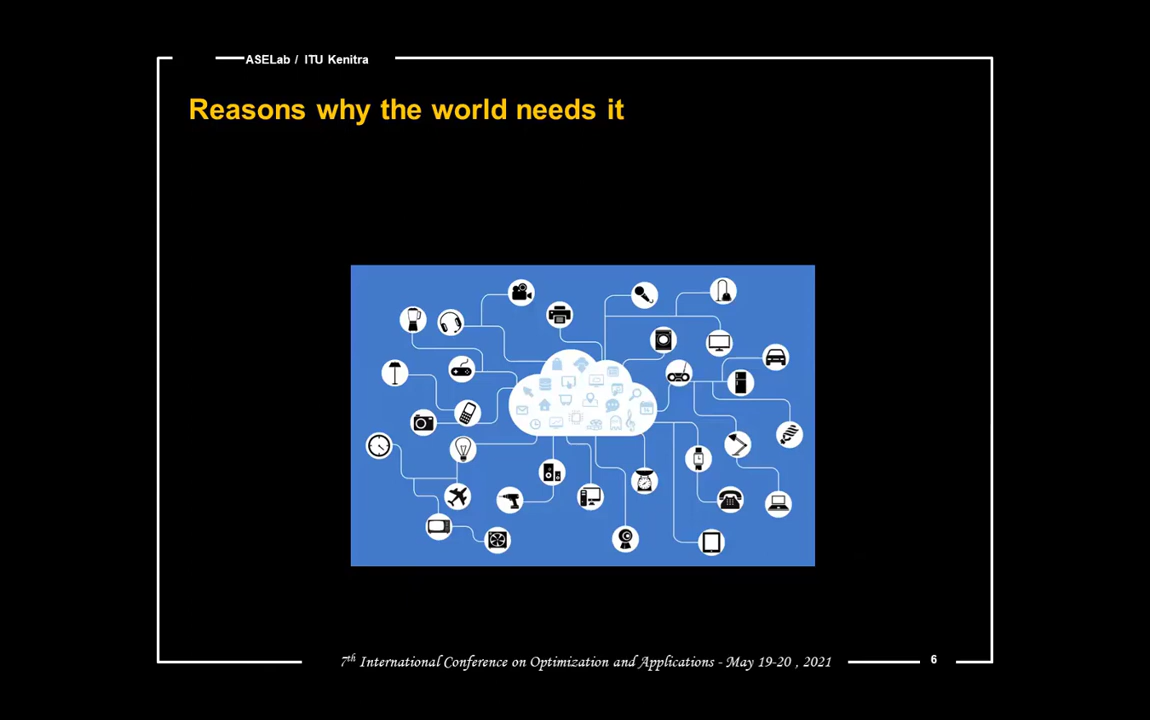 ASELab / ITU Kenitra
Reasons why the world needs it
7th International Conference on Optimization and Applications - May 19-20 , 2021
6